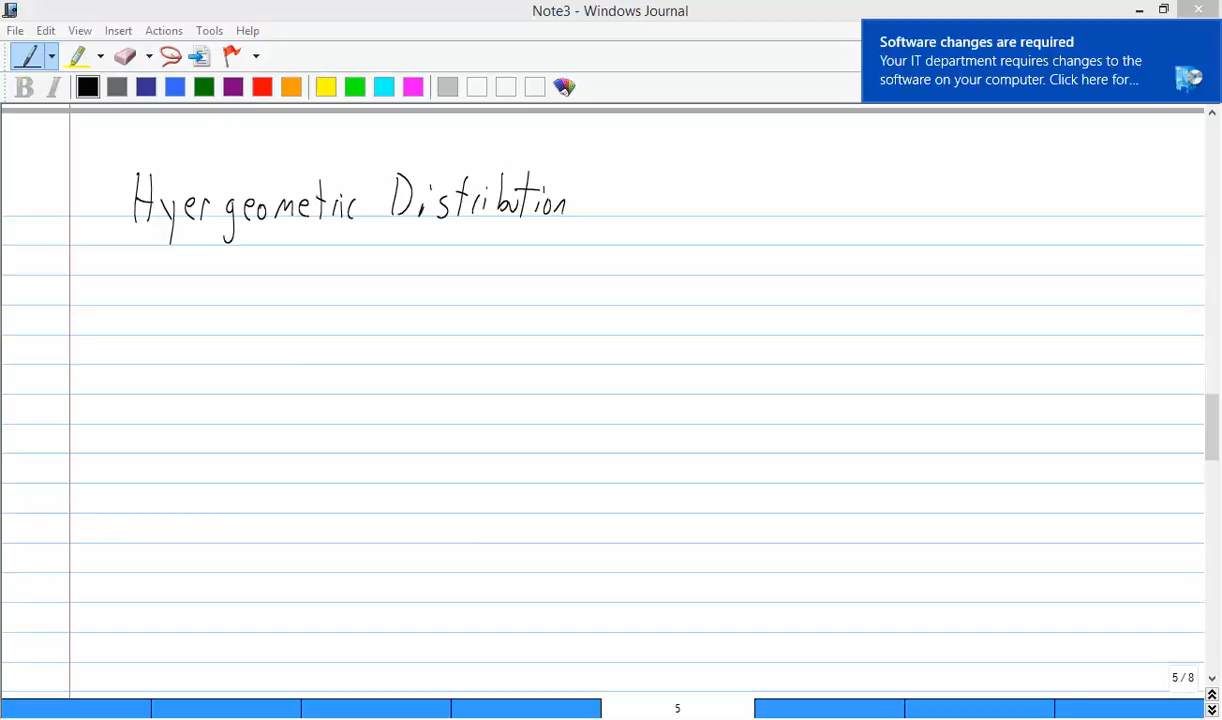 Note3 - Windows Journal
File Edit View Insert Actions Tools Help
Software changes are required
Your IT department requires changes to the
software on your computer. Click here for...
B I
Hyergeometric Distribution
5 / 8
5